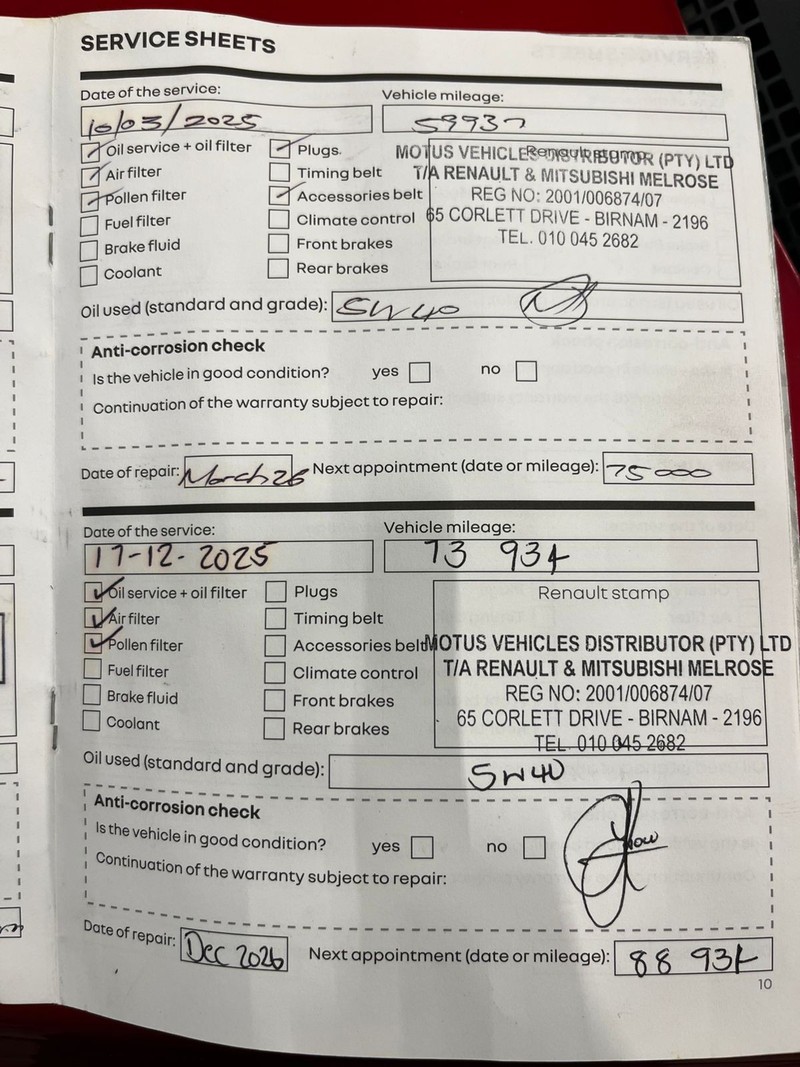 SERVICE SHEETS
Date of the service: Vehicle mileage:
10/03/2025 59937
Oil service + oil filter Plugs
Air filter Timing belt
Pollen filter Accessories belt
Fuel filter Climate control
Brake fluid Front brakes
Coolant Rear brakes
Renault stamp
MOTUS VEHICLES DISTRIBUTOR (PTY) LTD
T/A RENAULT & MITSUBISHI MELROSE
REG NO: 2001/006874/07
65 CORLETT DRIVE - BIRNAM - 2196
TEL. 010 045 2682
Oil used (standard and grade): 5W40
Anti-corrosion check
Is the vehicle in good condition? yes no
Continuation of the warranty subject to repair:
Date of repair: March 26 Next appointment (date or mileage): 75000
Date of the service: Vehicle mileage:
17-12-2025 73 934
Oil service + oil filter Plugs
Air filter Timing belt
Pollen filter Accessories belt
Fuel filter Climate control
Brake fluid Front brakes
Coolant Rear brakes
Renault stamp
MOTUS VEHICLES DISTRIBUTOR (PTY) LTD
T/A RENAULT & MITSUBISHI MELROSE
REG NO: 2001/006874/07
65 CORLETT DRIVE - BIRNAM - 2196
TEL. 010 045 2682
Oil used (standard and grade): 5W40
Anti-corrosion check
Is the vehicle in good condition? yes no
Continuation of the warranty subject to repair:
Date of repair: Dec 2026 Next appointment (date or mileage): 88 934
10